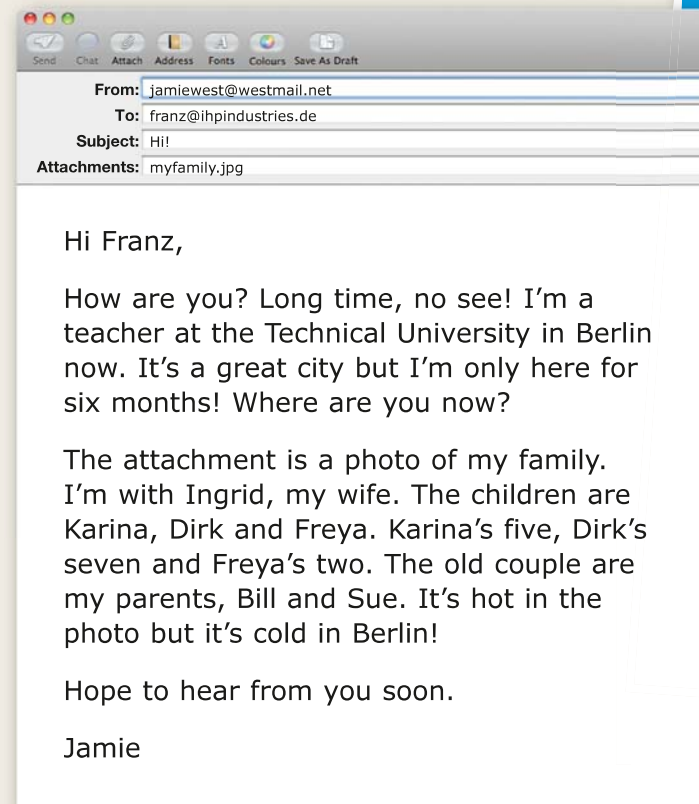 Send Chat Attach Address Fonts Colours Save As Draft
From: jamiewest@westmail.net
To: franz@ihpindustries.de
Subject: Hi!
Attachments: myfamily.jpg
Hi Franz,
How are you? Long time, no see! I’m a
teacher at the Technical University in Berlin
now. It’s a great city but I’m only here for
six months! Where are you now?
The attachment is a photo of my family.
I’m with Ingrid, my wife. The children are
Karina, Dirk and Freya. Karina’s five, Dirk’s
seven and Freya’s two. The old couple are
my parents, Bill and Sue. It’s hot in the
photo but it’s cold in Berlin!
Hope to hear from you soon.
Jamie